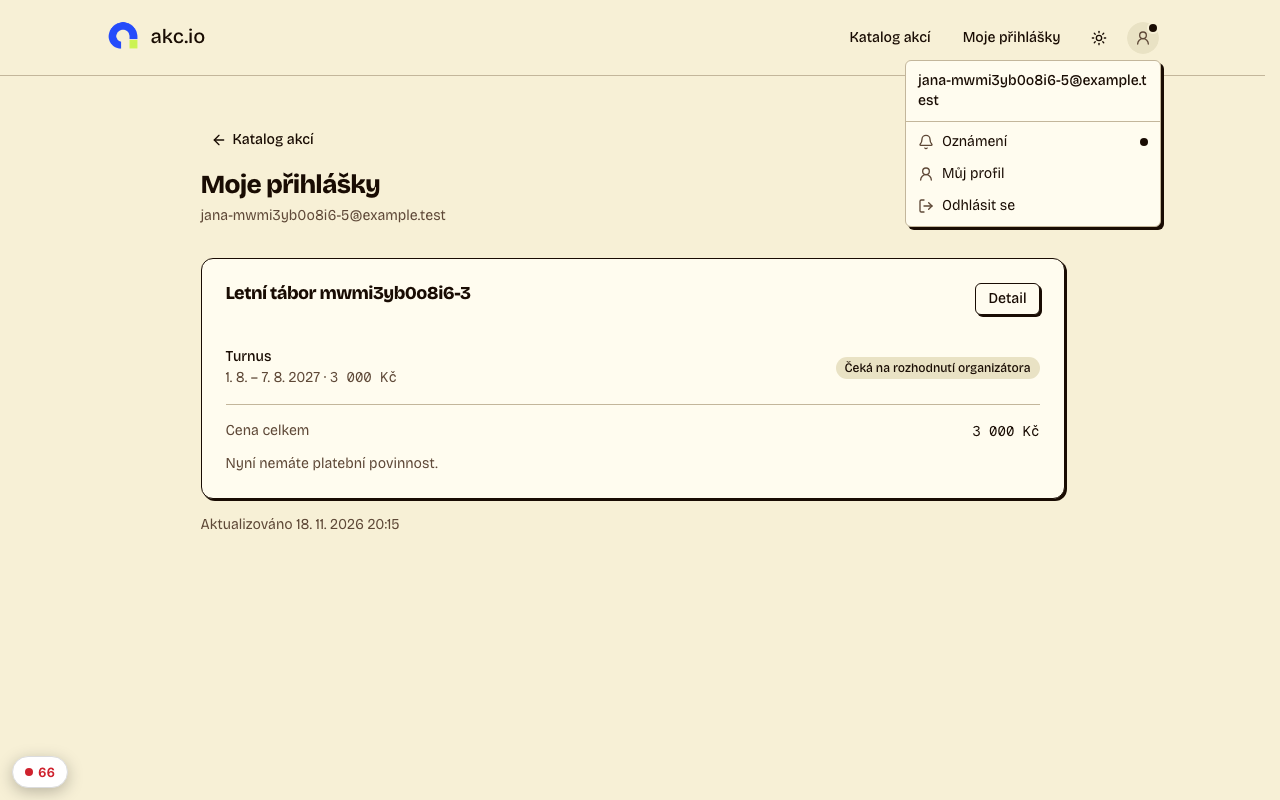 akc.io
Katalog akcí
Moje přihlášky
jana-mwmi3yb0o8i6-5@example.t
est
Oznámení
Můj profil
Odhlásit se
Katalog akcí
Moje přihlášky
jana-mwmi3yb0o8i6-5@example.test
Letní tábor mwmi3yb0o8i6-3
Detail
Turnus
1. 8. – 7. 8. 2027 · 3 000 Kč
Čeká na rozhodnutí organizátora
Cena celkem
3 000 Kč
Nyní nemáte platební povinnost.
Aktualizováno 18. 11. 2026 20:15
66